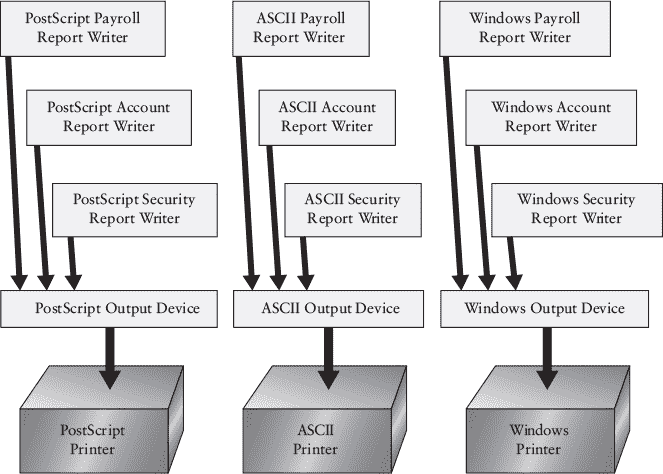 PostScript Payroll
Report Writer
ASCII Payroll
Report Writer
Windows Payroll
Report Writer
PostScript Account
Report Writer
ASCII Account
Report Writer
Windows Account
Report Writer
PostScript Security
Report Writer
ASCII Security
Report Writer
Windows Security
Report Writer
PostScript Output Device
ASCII Output Device
Windows Output Device
PostScript
Printer
ASCII
Printer
Windows
Printer